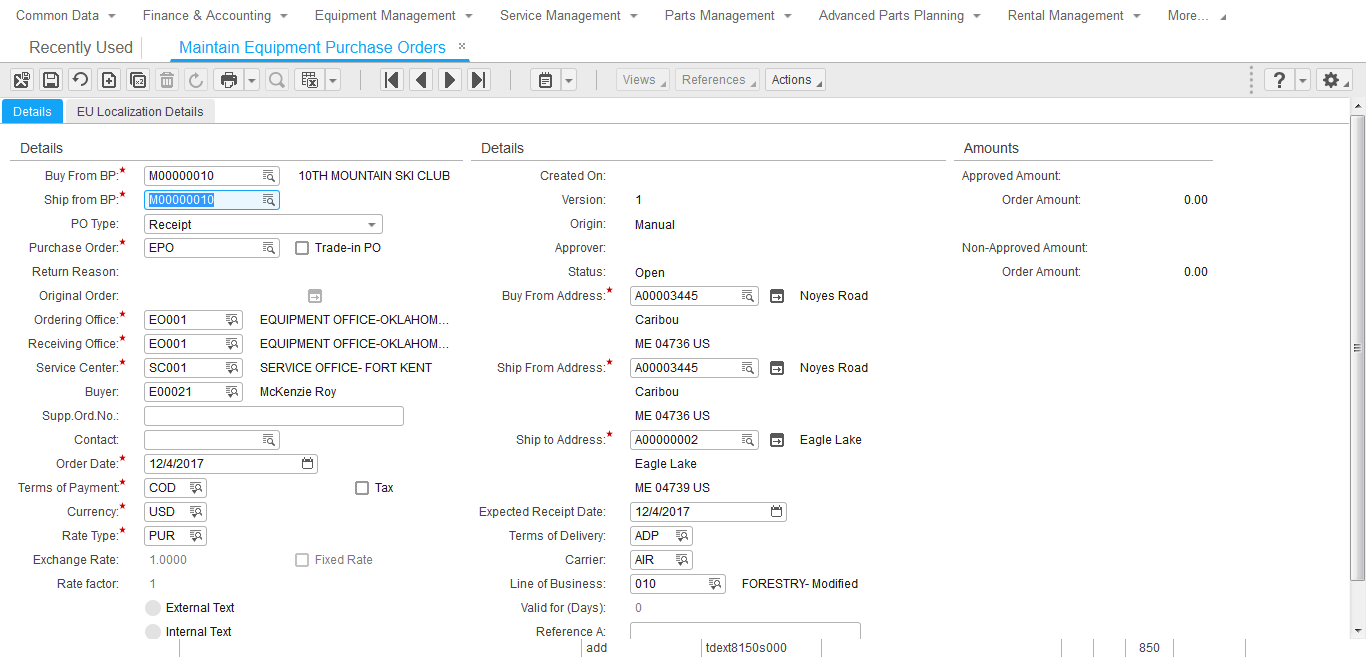 Common Data Finance & Accounting Equipment Management Service Management Parts Management Advanced Parts Planning Rental Management More...
Recently Used Maintain Equipment Purchase Orders ×
Views References Actions ?
Details EU Localization Details
Details
Buy From BP:* M00000010 10TH MOUNTAIN SKI CLUB
Ship from BP:* M00000010
PO Type: Receipt
Purchase Order:* EPO Trade-in PO
Return Reason:
Original Order:
Ordering Office:* EO001 EQUIPMENT OFFICE-OKLAHOM...
Receiving Office:* EO001 EQUIPMENT OFFICE-OKLAHOM...
Service Center:* SC001 SERVICE OFFICE- FORT KENT
Buyer: E00021 McKenzie Roy
Supp.Ord.No.:
Contact:
Order Date:* 12/4/2017
Terms of Payment:* COD Tax
Currency:* USD
Rate Type:* PUR
Exchange Rate: 1.0000 Fixed Rate
Rate factor: 1
External Text
Internal Text
Details
Created On:
Version: 1
Origin: Manual
Approver:
Status: Open
Buy From Address:* A00003445 Noyes Road
Caribou
ME 04736 US
Ship From Address:* A00003445 Noyes Road
Caribou
ME 04736 US
Ship to Address:* A00000002 Eagle Lake
Eagle Lake
ME 04739 US
Expected Receipt Date: 12/4/2017
Terms of Delivery: ADP
Carrier: AIR
Line of Business: 010 FORESTRY- Modified
Valid for (Days): 0
Reference A:
Amounts
Approved Amount:
Order Amount: 0.00
Non-Approved Amount:
Order Amount: 0.00
add tdext8150s000 850